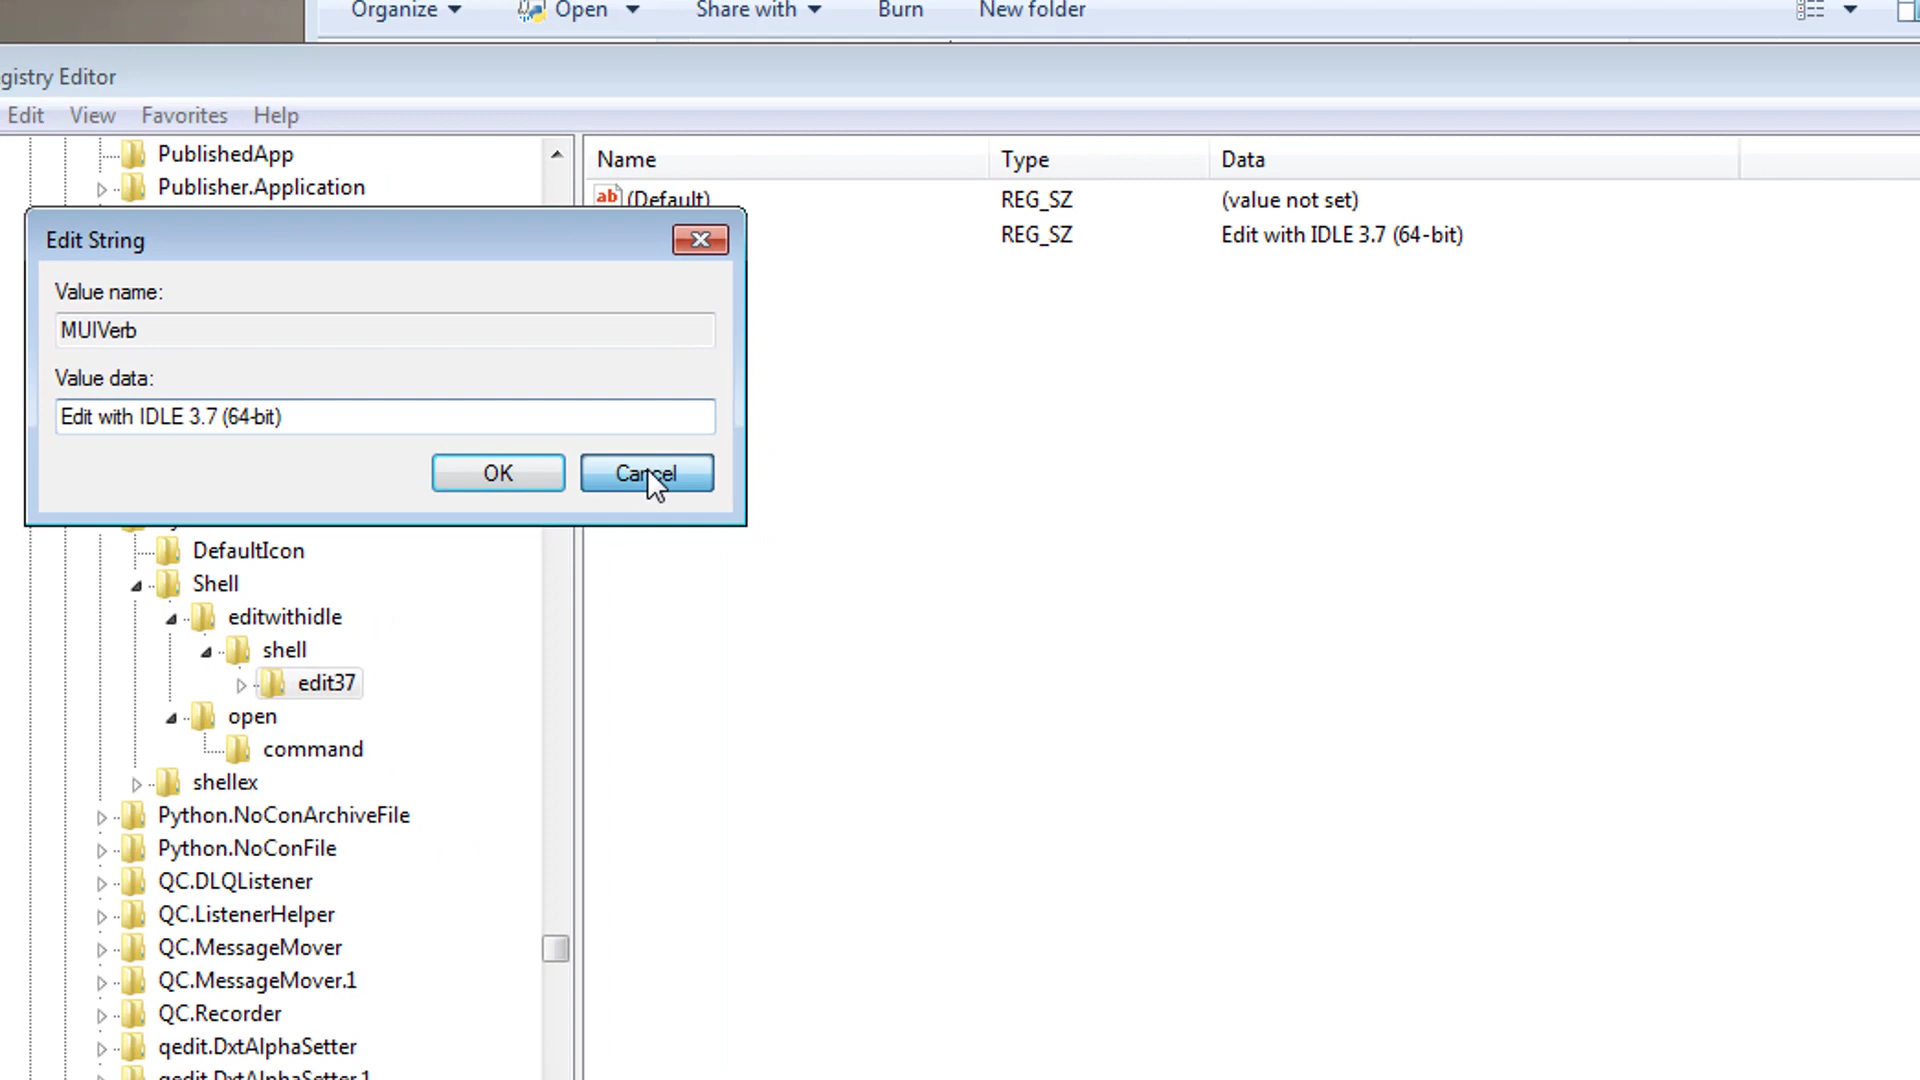 Organize Open Share with Burn New folder
gistry Editor
Edit View Favorites Help
PublishedApp
Publisher.Application
Name Type Data
(Default) REG_SZ (value not set)
REG_SZ Edit with IDLE 3.7 (64-bit)
Edit String
Value name:
MUIVerb
Value data:
Edit with IDLE 3.7 (64-bit)
OK Cancel
DefaultIcon
Shell
editwithidle
shell
edit37
open
command
shellex
Python.NoConArchiveFile
Python.NoConFile
QC.DLQListener
QC.ListenerHelper
QC.MessageMover
QC.MessageMover.1
QC.Recorder
qedit.DxtAlphaSetter
qedit.DxtAlphaSetter.1